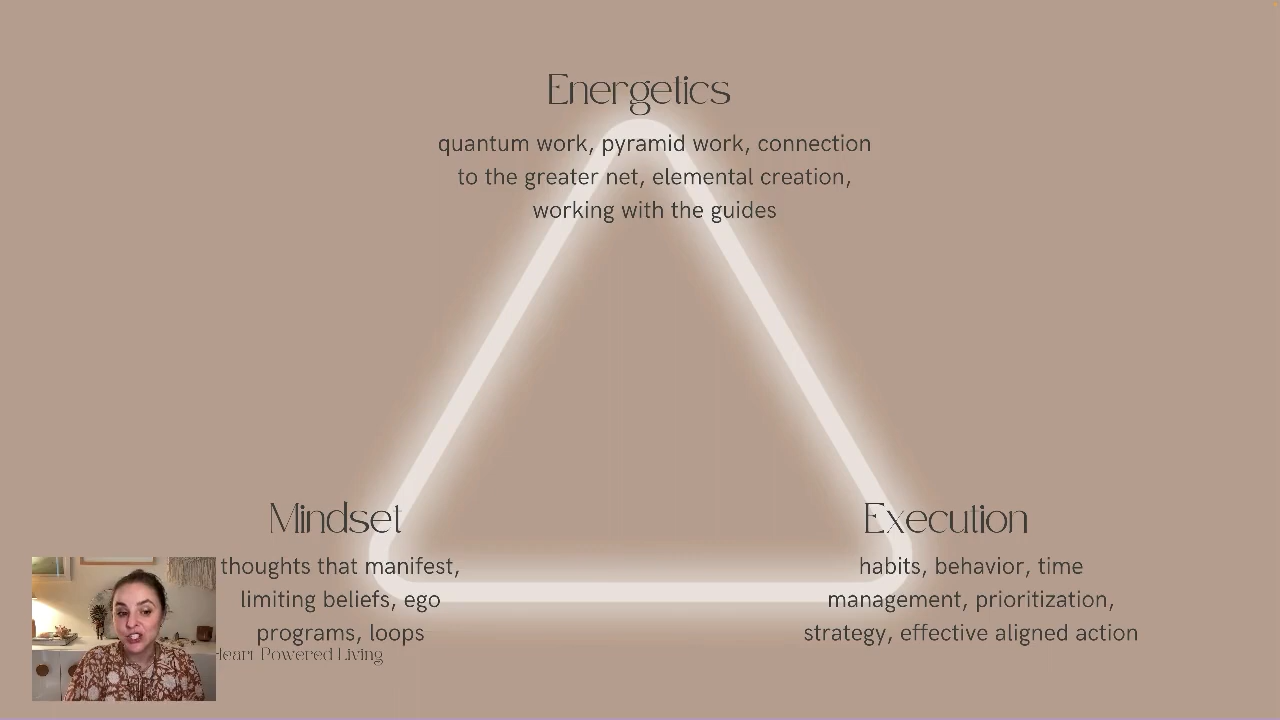 Energetics
quantum work, pyramid work, connection
to the greater net, elemental creation,
working with the guides
Mindset
thoughts that manifest,
limiting beliefs, ego
programs, loops
Execution
habits, behavior, time
management, prioritization,
strategy, effective aligned action
Heart Powered Living